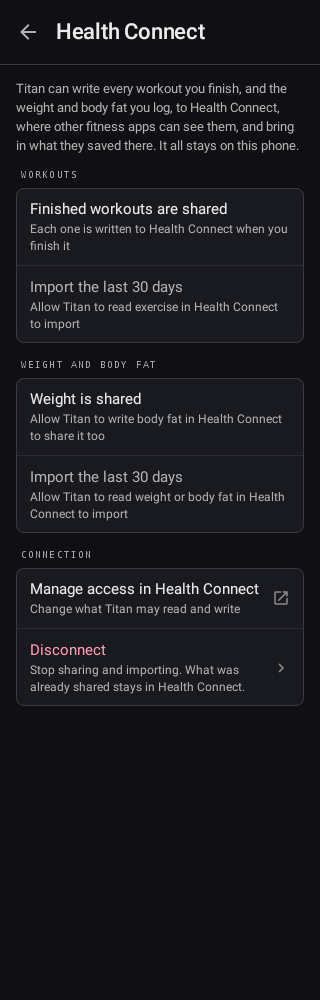 Health Connect
Titan can write every workout you finish, and the
weight and body fat you log, to Health Connect,
where other fitness apps can see them, and bring
in what they saved there. It all stays on this phone.
WORKOUTS
Finished workouts are shared
Each one is written to Health Connect when you
finish it
Import the last 30 days
Allow Titan to read exercise in Health Connect
to import
WEIGHT AND BODY FAT
Weight is shared
Allow Titan to write body fat in Health Connect
to share it too
Import the last 30 days
Allow Titan to read weight or body fat in Health
Connect to import
CONNECTION
Manage access in Health Connect
Change what Titan may read and write
Disconnect
Stop sharing and importing. What was
already shared stays in Health Connect.